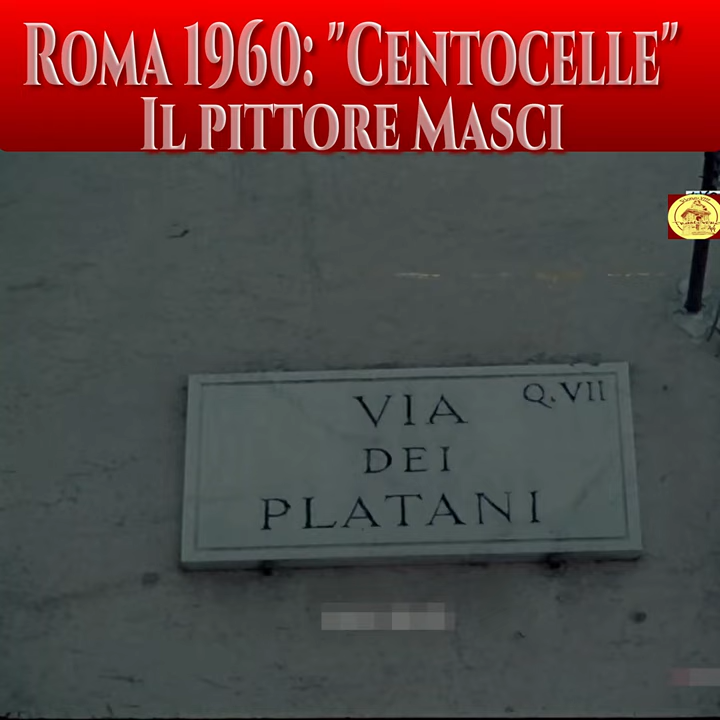 Roma 1960: "Centocelle"
Il pittore Masci
Q. VII
VIA
DEI
PLATANI